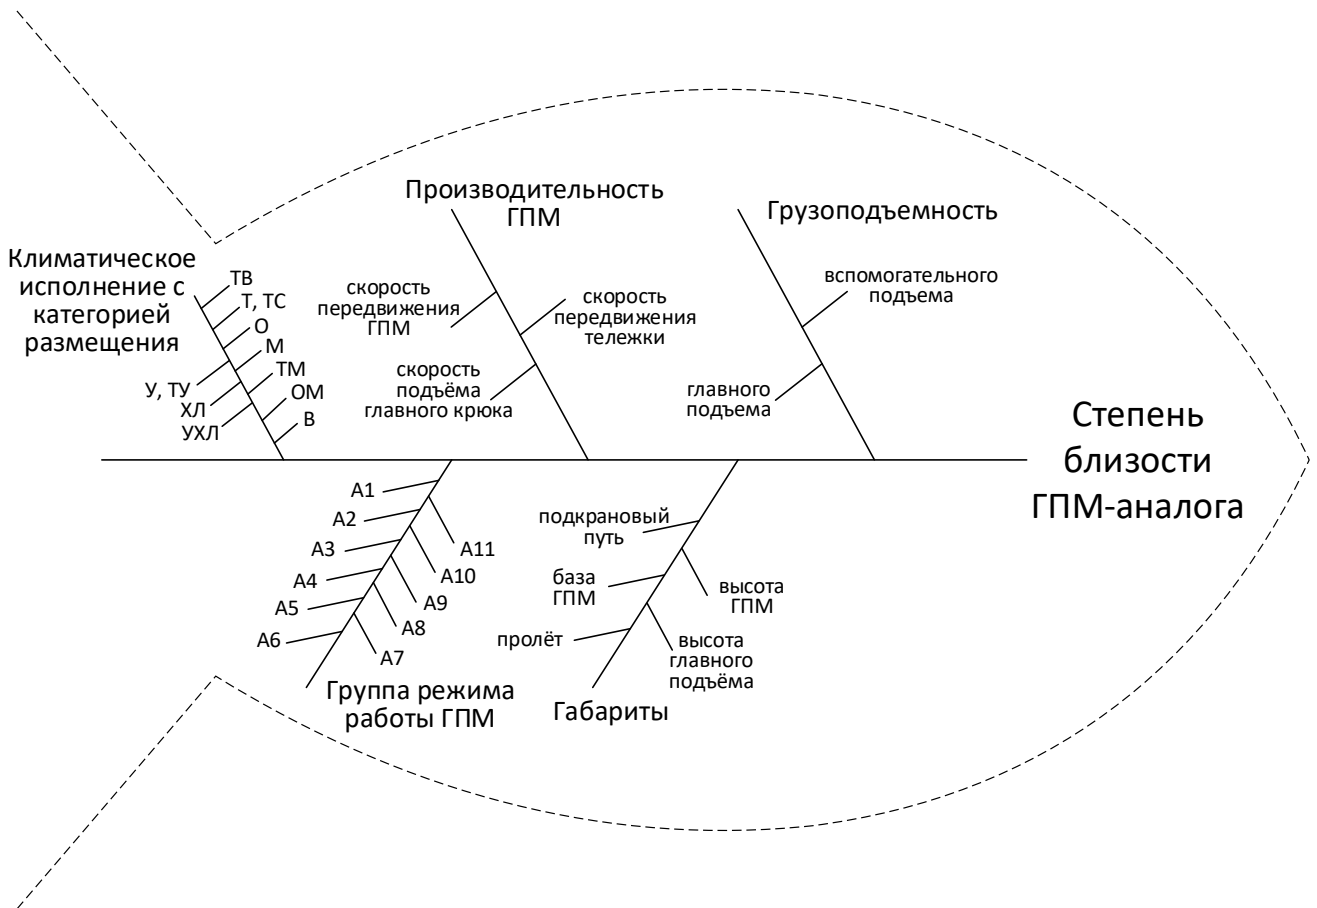 Производительность
ГПМ
Грузоподъемность
Климатическое
исполнение с
категорией
размещения
ТВ
Т, ТС
О
М
ТМ
ОМ
В
У, ТУ
ХЛ
УХЛ
скорость
передвижения
ГПМ
скорость
передвижения
тележки
скорость
подъёма
главного крюка
вспомогательного
подъема
главного
подъема
Степень
близости
ГПМ-аналога
А1
А2
А3
А4
А5
А6
А11
А10
А9
А8
А7
Группа режима
работы ГПМ
подкрановый
путь
база
ГПМ
пролёт
высота
ГПМ
высота
главного
подъёма
Габариты